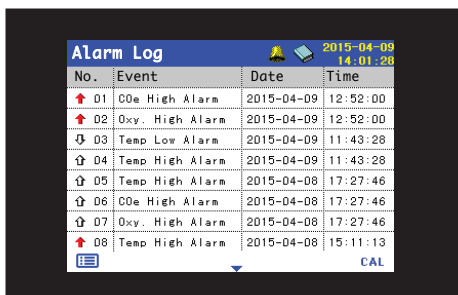 Alarm Log 2015-04-09
14:01:28
No. Event Date Time
01 COe High Alarm 2015-04-09 12:52:00
02 Oxy. High Alarm 2015-04-09 12:52:00
03 Temp Low Alarm 2015-04-09 11:43:28
04 Temp High Alarm 2015-04-09 11:43:28
05 Temp High Alarm 2015-04-08 17:27:46
06 COe High Alarm 2015-04-08 17:27:46
07 Oxy. High Alarm 2015-04-08 17:27:46
08 Temp High Alarm 2015-04-08 15:11:13
CAL